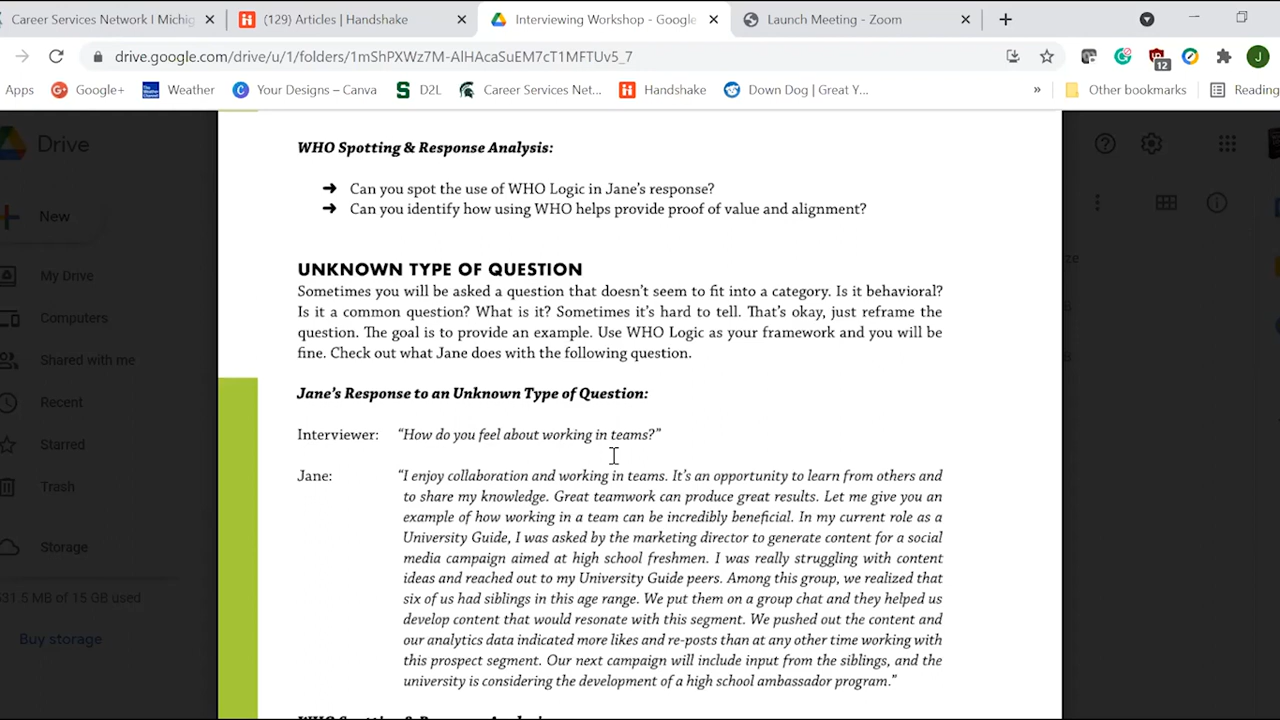 Career Services Network I Michig
(129) Articles | Handshake
Interviewing Workshop - Google
Launch Meeting - Zoom
drive.google.com/drive/u/1/folders/1mShPXWz7M-AlHAcaSuEM7cT1MFTUv5_7
12
J
Apps
Google+
Weather
Your Designes – Canva
D2L
Career Services Net...
Handshake
Down Dog | Great Y...
»
Other bookmarks
Reading
Drive
New
My Drive
Computers
Shared with me
Recent
Starred
Trash
Storage
531.5 MB of 15 GB used
Buy storage
WHO Spotting & Response Analysis:
➜ Can you spot the use of WHO Logic in Jane's response?
➜ Can you identify how using WHO helps provide proof of value and alignment?
UNKNOWN TYPE OF QUESTION
Sometimes you will be asked a question that doesn't seem to fit into a category. Is it behavioral?
Is it a common question? What is it? Sometimes it's hard to tell. That's okay, just reframe the
question. The goal is to provide an example. Use WHO Logic as your framework and you will be
fine. Check out what Jane does with the following question.
Jane's Response to an Unknown Type of Question:
Interviewer: "How do you feel about working in teams?"
Jane: "I enjoy collaboration and working in teams. It's an opportunity to learn from others and
to share my knowledge. Great teamwork can produce great results. Let me give you an
example of how working in a team can be incredibly beneficial. In my current role as a
University Guide, I was asked by the marketing director to generate content for a social
media campaign aimed at high school freshmen. I was really struggling with content
ideas and reached out to my University Guide peers. Among this group, we realized that
six of us had siblings in this age range. We put them on a group chat and they helped us
develop content that would resonate with this segment. We pushed out the content and
our analytics data indicated more likes and re-posts than at any other time working with
this prospect segment. Our next campaign will include input from the siblings, and the
university is considering the development of a high school ambassador program."